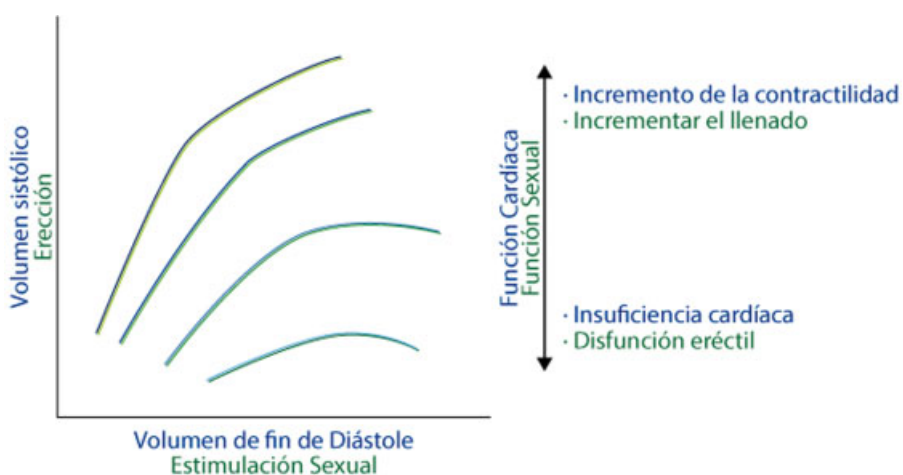 Volumen sistólico
Erección
Volumen de fin de Diástole
Estimulación Sexual
Función Cardíaca
Función Sexual
· Incremento de la contractilidad
· Incrementar el llenado
· Insuficiencia cardíaca
· Disfunción eréctil